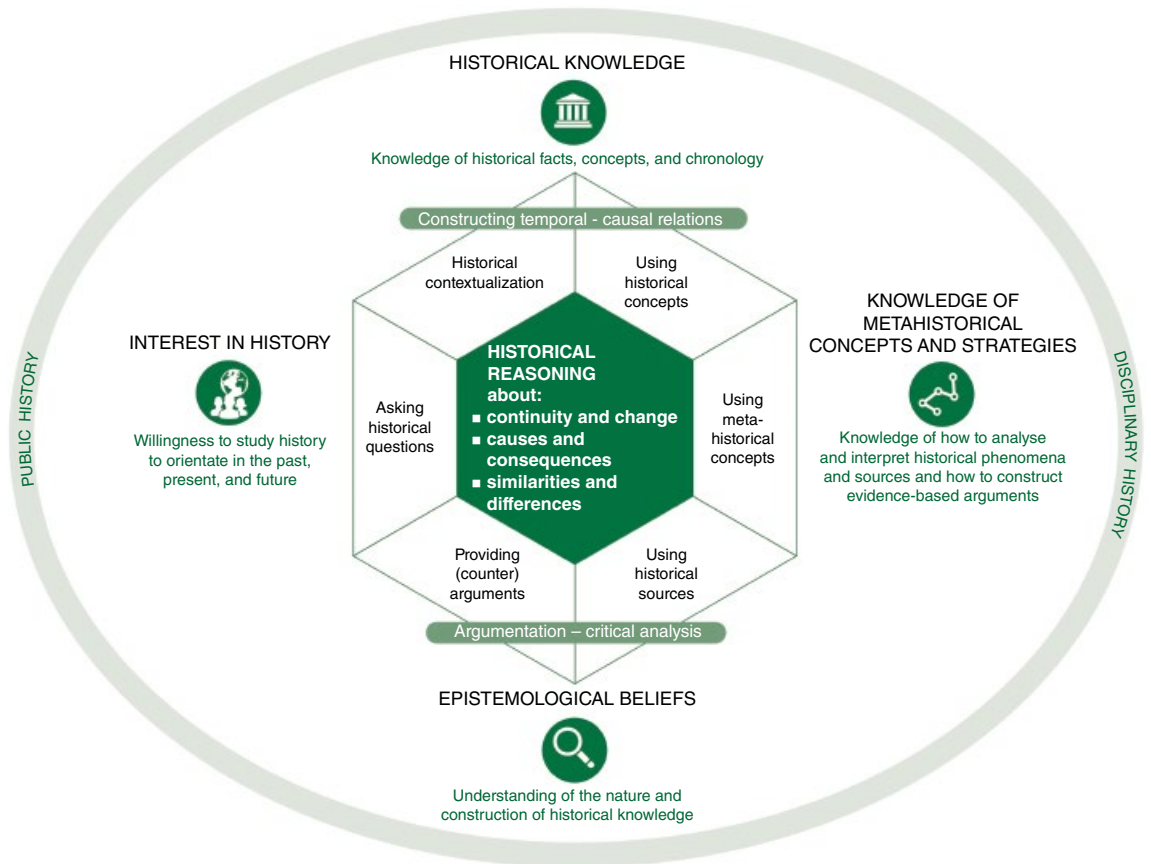 HISTORICAL KNOWLEDGE
Knowledge of historical facts, concepts, and chronology
Constructing temporal - causal relations
Historical
contextualization
Using
historical
concepts
INTEREST IN HISTORY
Willingness to study history
to orientate in the past,
present, and future
PUBLIC HISTORY
Asking
historical
questions
HISTORICAL
REASONING
about:
▪ continuity and change
▪ causes and
consequences
▪ similarities and
differences
Using
meta-
historical
concepts
KNOWLEDGE OF
METAHISTORICAL
CONCEPTS AND STRATEGIES
Knowledge of how to analyse
and interpret historical phenomena
and sources and how to construct
evidence-based arguments
DISCIPLINARY HISTORY
Providing
(counter)
arguments
Using
historical
sources
Argumentation – critical analysis
EPISTEMOLOGICAL BELIEFS
Understanding of the nature and
construction of historical knowledge